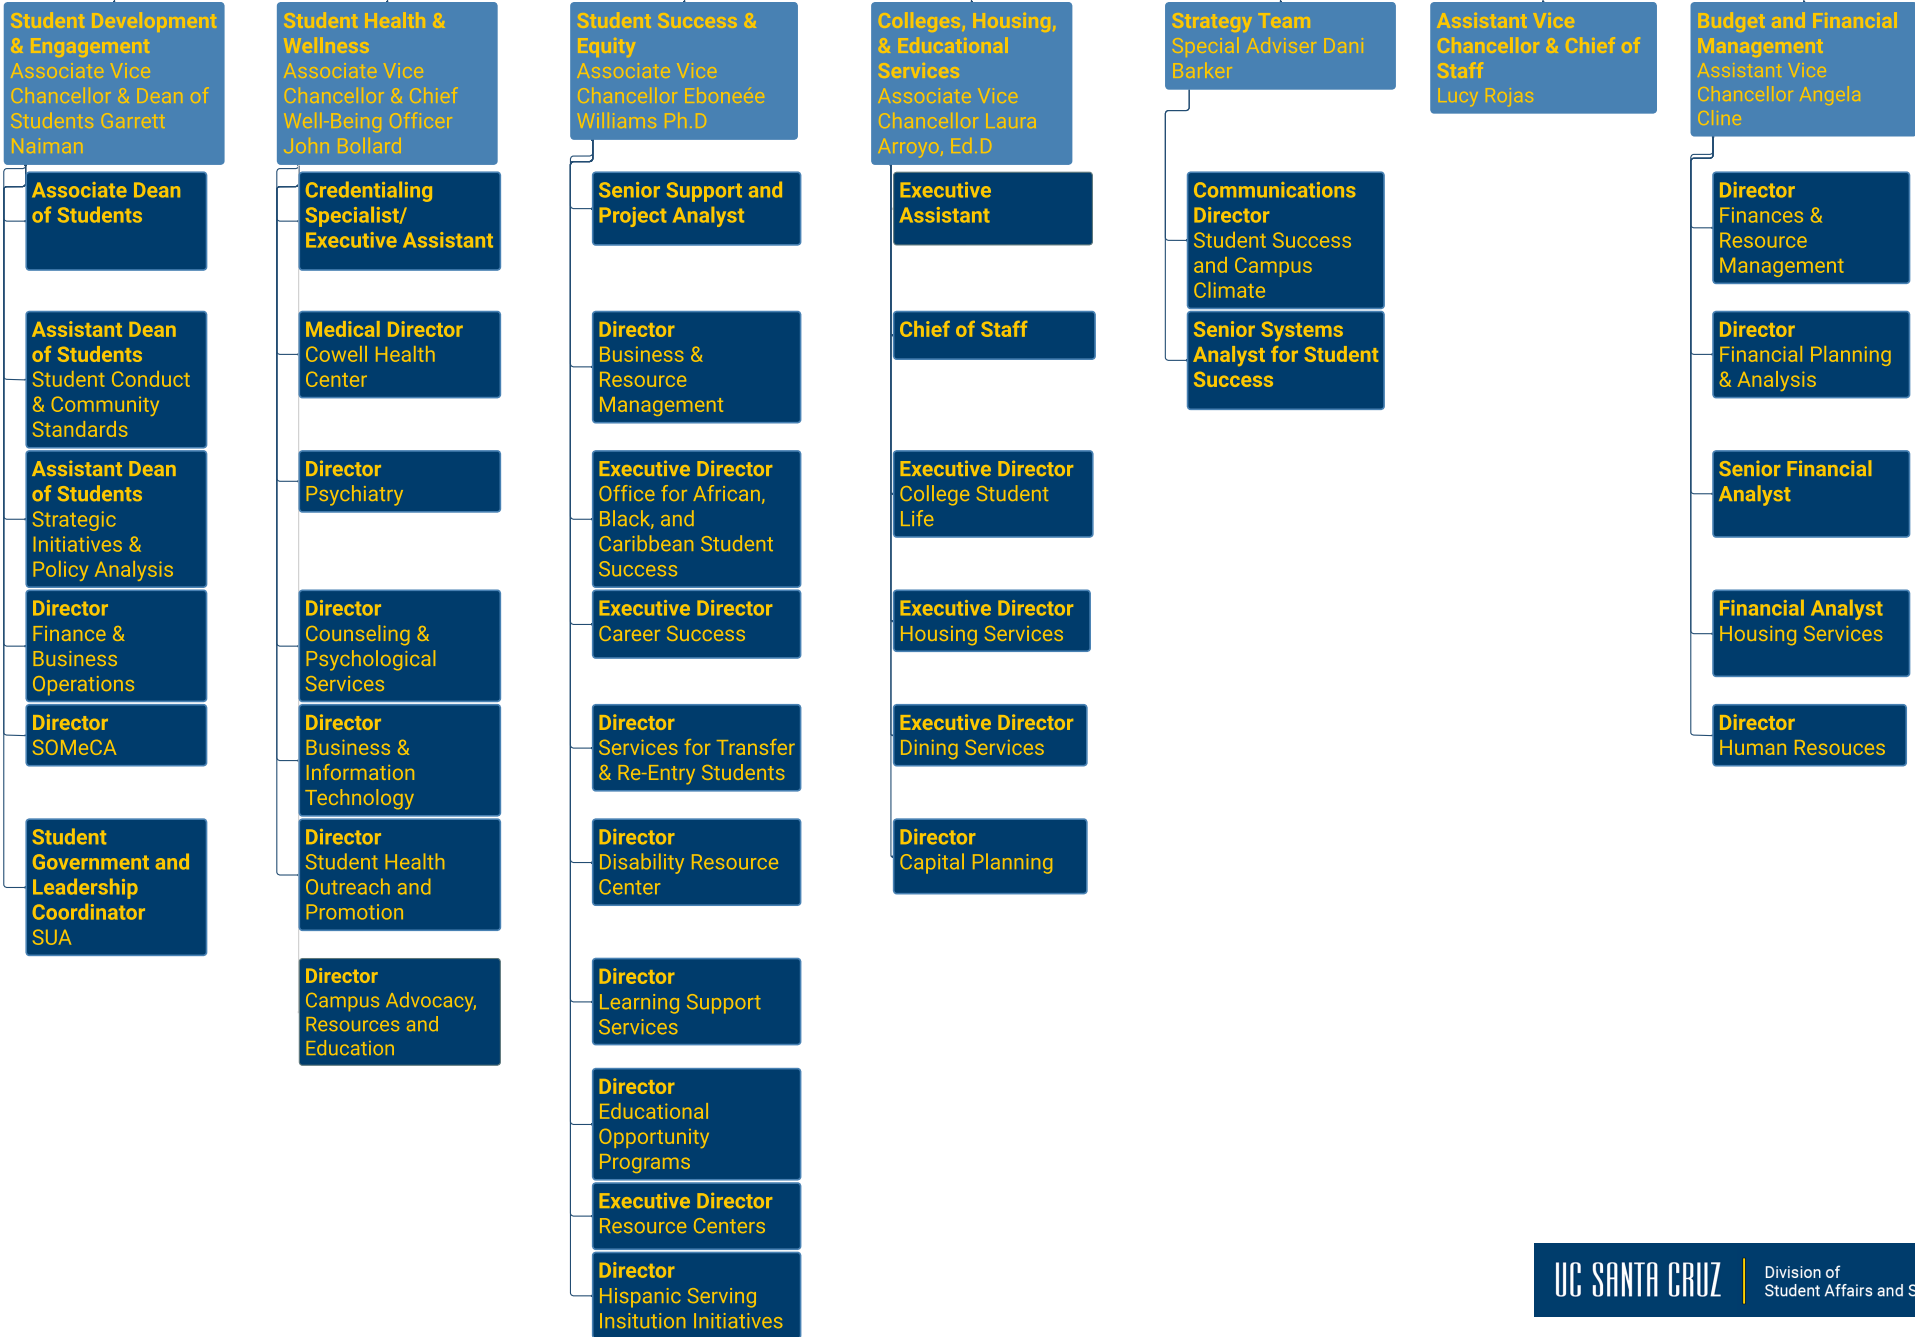 Student Development
& Engagement
Associate Vice
Chancellor & Dean of
Students Garrett
Naiman
Associate Dean
of Students
Assistant Dean
of Students
Student Conduct
& Community
Standards
Assistant Dean
of Students
Strategic
Initiatives &
Policy Analysis
Director
Finance &
Business
Operations
Director
SOMeCA
Student
Government and
Leadership
Coordinator
SUA
Student Health &
Wellness
Associate Vice
Chancellor & Chief
Well-Being Officer
John Bollard
Credentialing
Specialist/
Executive Assistant
Medical Director
Cowell Health
Center
Director
Psychiatry
Director
Counseling &
Psychological
Services
Director
Business &
Information
Technology
Director
Student Health
Outreach and
Promotion
Director
Campus Advocacy,
Resources and
Education
Student Success &
Equity
Associate Vice
Chancellor Eboneée
Williams Ph.D
Senior Support and
Project Analyst
Director
Business &
Resource
Management
Executive Director
Office for African,
Black, and
Caribbean Student
Success
Executive Director
Career Success
Director
Services for Transfer
& Re-Entry Students
Director
Disability Resource
Center
Director
Learning Support
Services
Director
Educational
Opportunity
Programs
Executive Director
Resource Centers
Director
Hispanic Serving
Insitution Initiatives
Colleges, Housing,
& Educational
Services
Associate Vice
Chancellor Laura
Arroyo, Ed.D
Executive
Assistant
Chief of Staff
Executive Director
College Student
Life
Executive Director
Housing Services
Executive Director
Dining Services
Director
Capital Planning
Strategy Team
Special Adviser Dani
Barker
Communications
Director
Student Success
and Campus
Climate
Senior Systems
Analyst for Student
Success
Assistant Vice
Chancellor & Chief of
Staff
Lucy Rojas
Budget and Financial
Management
Assistant Vice
Chancellor Angela
Cline
Director
Finances &
Resource
Management
Director
Financial Planning
& Analysis
Senior Financial
Analyst
Financial Analyst
Housing Services
Director
Human Resouces
UC SANTA CRUZ
Division of
Student Affairs and S